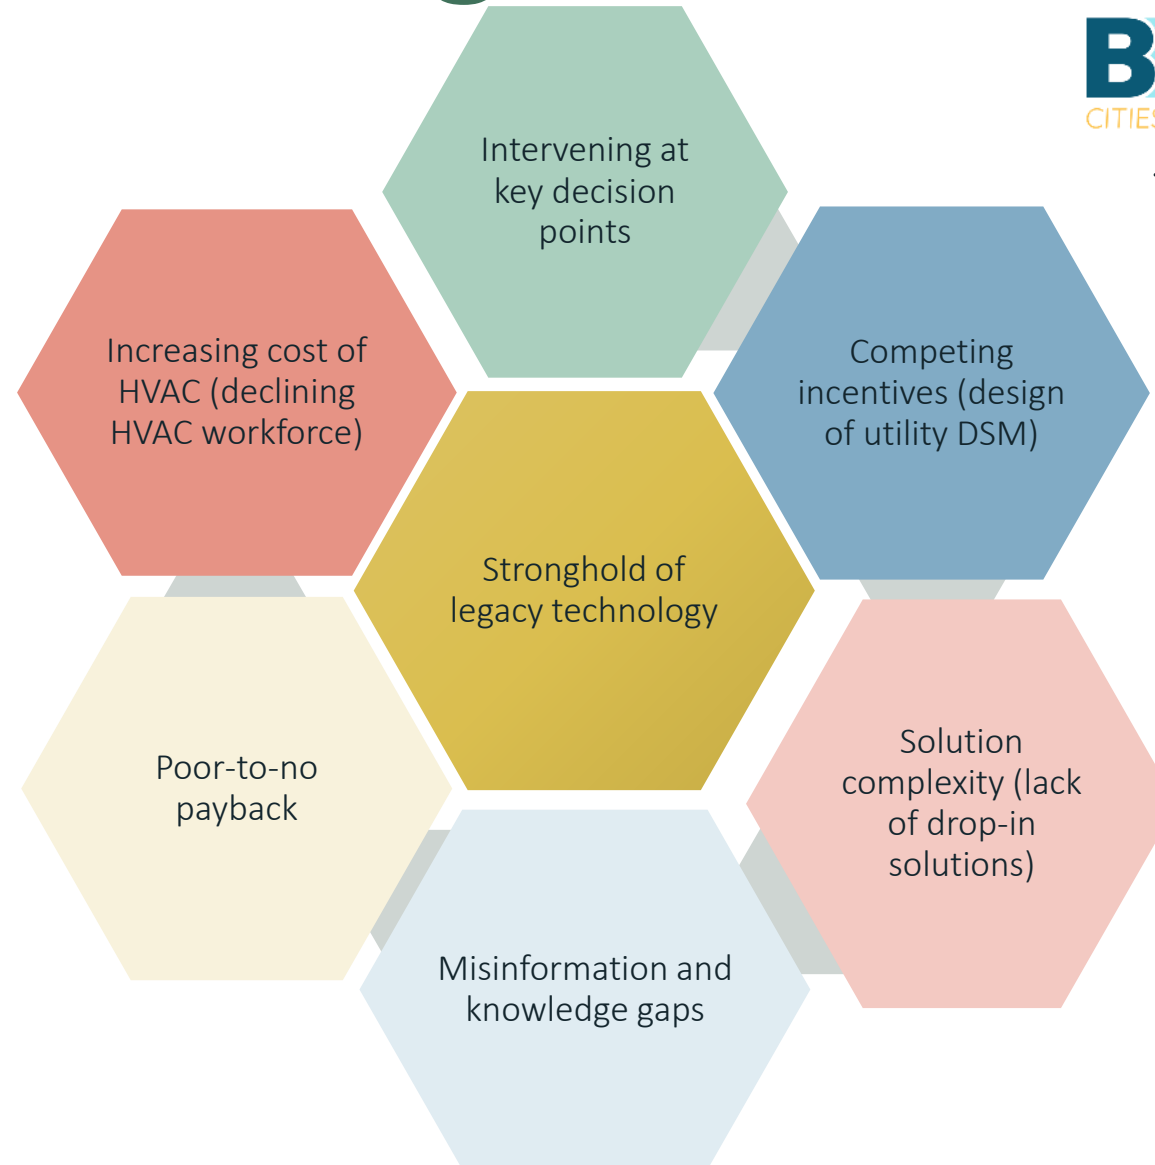 B
CITIES
Intervening at
key decision
points
Increasing cost of
HVAC (declining
HVAC workforce)
Competing
incentives (design
of utility DSM)
Stronghold of
legacy technology
Poor-to-no
payback
Solution
complexity (lack
of drop-in
solutions)
Misinformation and
knowledge gaps